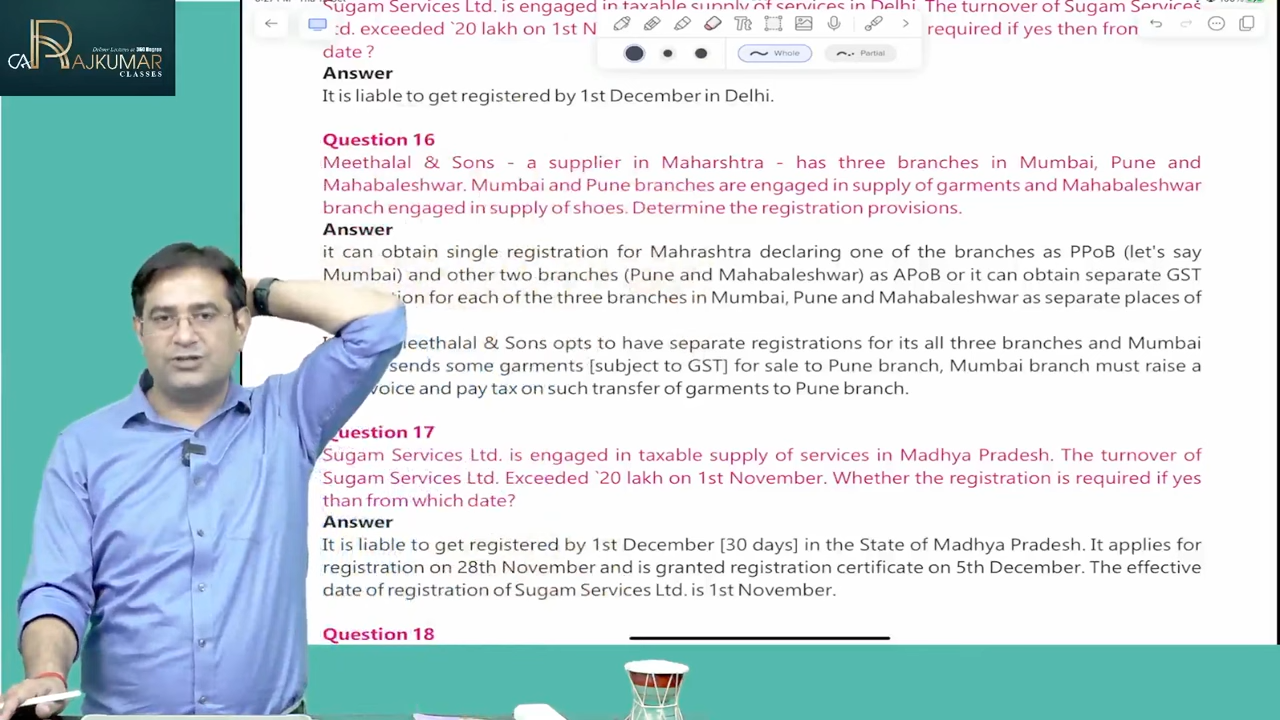 Sugam Services Ltd. is engaged in taxable supply of services in Delhi. The turnover of Sugam Services
Ltd. exceeded `20 lakh on 1st N required if yes then from
date ?
Whole
Partial
CA RAJKUMAR
CLASSES
Answer
It is liable to get registered by 1st December in Delhi.
Question 16
Meethalal & Sons - a supplier in Maharshtra - has three branches in Mumbai, Pune and
Mahabaleshwar. Mumbai and Pune branches are engaged in supply of garments and Mahabaleshwar
branch engaged in supply of shoes. Determine the registration provisions.
Answer
it can obtain single registration for Mahrashtra declaring one of the branches as PPoB (let's say
Mumbai) and other two branches (Pune and Mahabaleshwar) as APoB or it can obtain separate GST
tion for each of the three branches in Mumbai, Pune and Mahabaleshwar as separate places of
eethalal & Sons opts to have separate registrations for its all three branches and Mumbai
sends some garments [subject to GST] for sale to Pune branch, Mumbai branch must raise a
voice and pay tax on such transfer of garments to Pune branch.
Question 17
Sugam Services Ltd. is engaged in taxable supply of services in Madhya Pradesh. The turnover of
Sugam Services Ltd. Exceeded `20 lakh on 1st November. Whether the registration is required if yes
than from which date?
Answer
It is liable to get registered by 1st December [30 days] in the State of Madhya Pradesh. It applies for
registration on 28th November and is granted registration certificate on 5th December. The effective
date of registration of Sugam Services Ltd. is 1st November.
Question 18